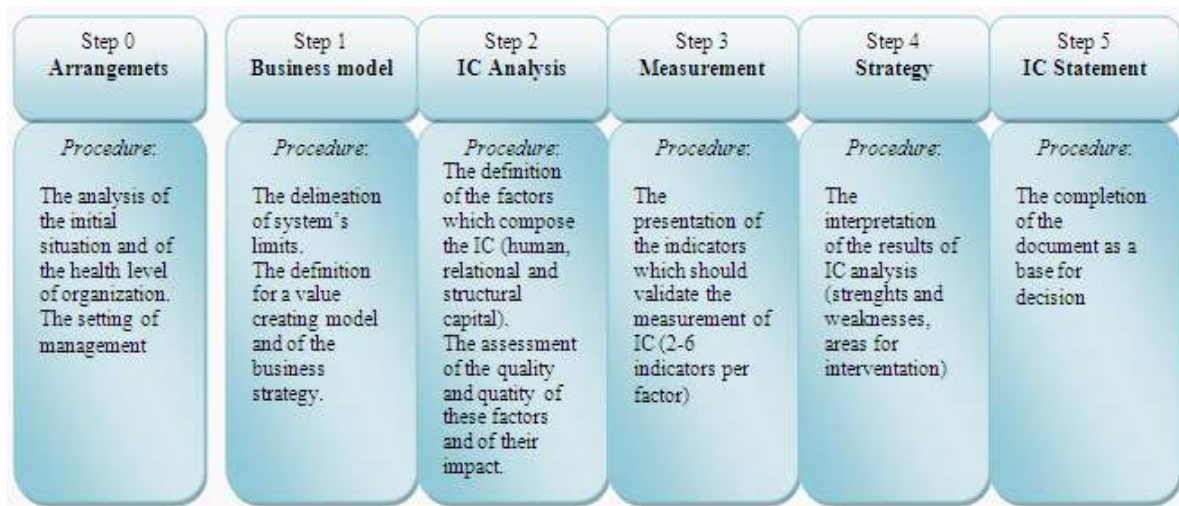 Step 0
Arrangemets
Procedure:
The analysis of
the initial
situation and of
the health level
of organization.
The setting of
management
Step 1
Business model
Procedure:
The delineation
of system's
limits.
The definition
for a value
creating model
and of the
business
strategy.
Step 2
IC Analysis
Procedure:
The definition
of the factors
which compose
the IC (human,
relational and
structural
capital).
The assessment
of the quality
and quatity of
these factors
and of their
impact.
Step 3
Measurement
Procedure:
The
presentation of
the indicators
which should
validate the
measurement of
IC (2-6
indicators per
factor)
Step 4
Strategy
Procedure:
The
interpretation
of the results of
IC analysis
(strenghts and
weaknesses,
areas for
interventation)
Step 5
IC Statement
Procedure:
The completion
of the
document as a
base for
decision